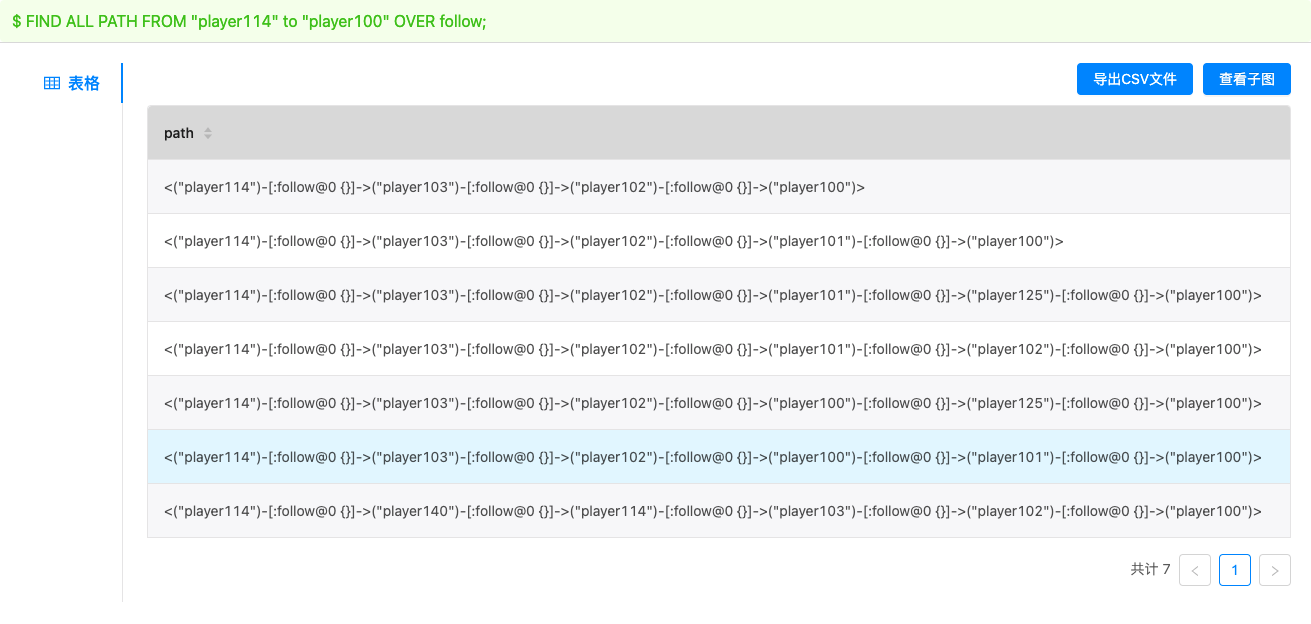 $ FIND ALL PATH FROM "player114" to "player100" OVER follow;
表格
导出CSV文件 查看子图
path
<("player114")-[:follow@0 {}]->("player103")-[:follow@0 {}]->("player102")-[:follow@0 {}]->("player100")>
<("player114")-[:follow@0 {}]->("player103")-[:follow@0 {}]->("player102")-[:follow@0 {}]->("player101")-[:follow@0 {}]->("player100")>
<("player114")-[:follow@0 {}]->("player103")-[:follow@0 {}]->("player102")-[:follow@0 {}]->("player101")-[:follow@0 {}]->("player125")-[:follow@0 {}]->("player100")>
<("player114")-[:follow@0 {}]->("player103")-[:follow@0 {}]->("player102")-[:follow@0 {}]->("player101")-[:follow@0 {}]->("player102")-[:follow@0 {}]->("player100")>
<("player114")-[:follow@0 {}]->("player103")-[:follow@0 {}]->("player102")-[:follow@0 {}]->("player100")-[:follow@0 {}]->("player125")-[:follow@0 {}]->("player100")>
<("player114")-[:follow@0 {}]->("player103")-[:follow@0 {}]->("player102")-[:follow@0 {}]->("player100")-[:follow@0 {}]->("player101")-[:follow@0 {}]->("player100")>
<("player114")-[:follow@0 {}]->("player140")-[:follow@0 {}]->("player114")-[:follow@0 {}]->("player103")-[:follow@0 {}]->("player102")-[:follow@0 {}]->("player100")>
共计 7 < 1 >